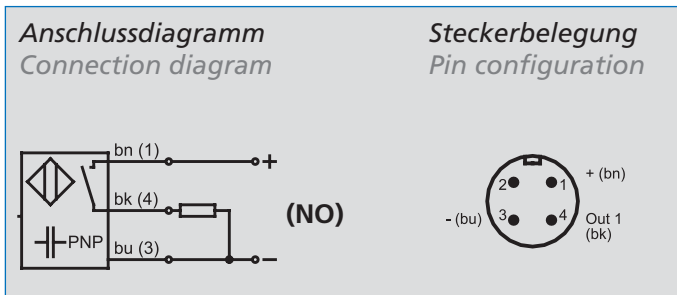 Anschlussdiagramm
Connection diagram
bn (1)
+
bk (4)
(NO)
PNP
bu (3)
–
Steckerbelegung
Pin configuration
2
1
+ (bn)
- (bu)
3
4
Out 1
(bk)